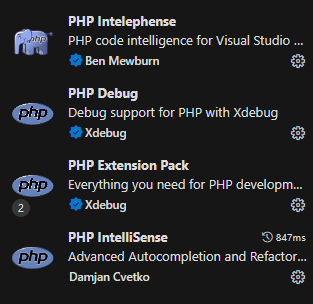 PHP Intelephense
php
PHP code intelligence for Visual Studio ...
Ben Mewburn
PHP Debug
php
Debug support for PHP with Xdebug
Xdebug
PHP Extension Pack
php
Everything you need for PHP developm...
2
Xdebug
PHP IntelliSense
847ms
php
Advanced Autocompletion and Refactor...
Damjan Cvetko